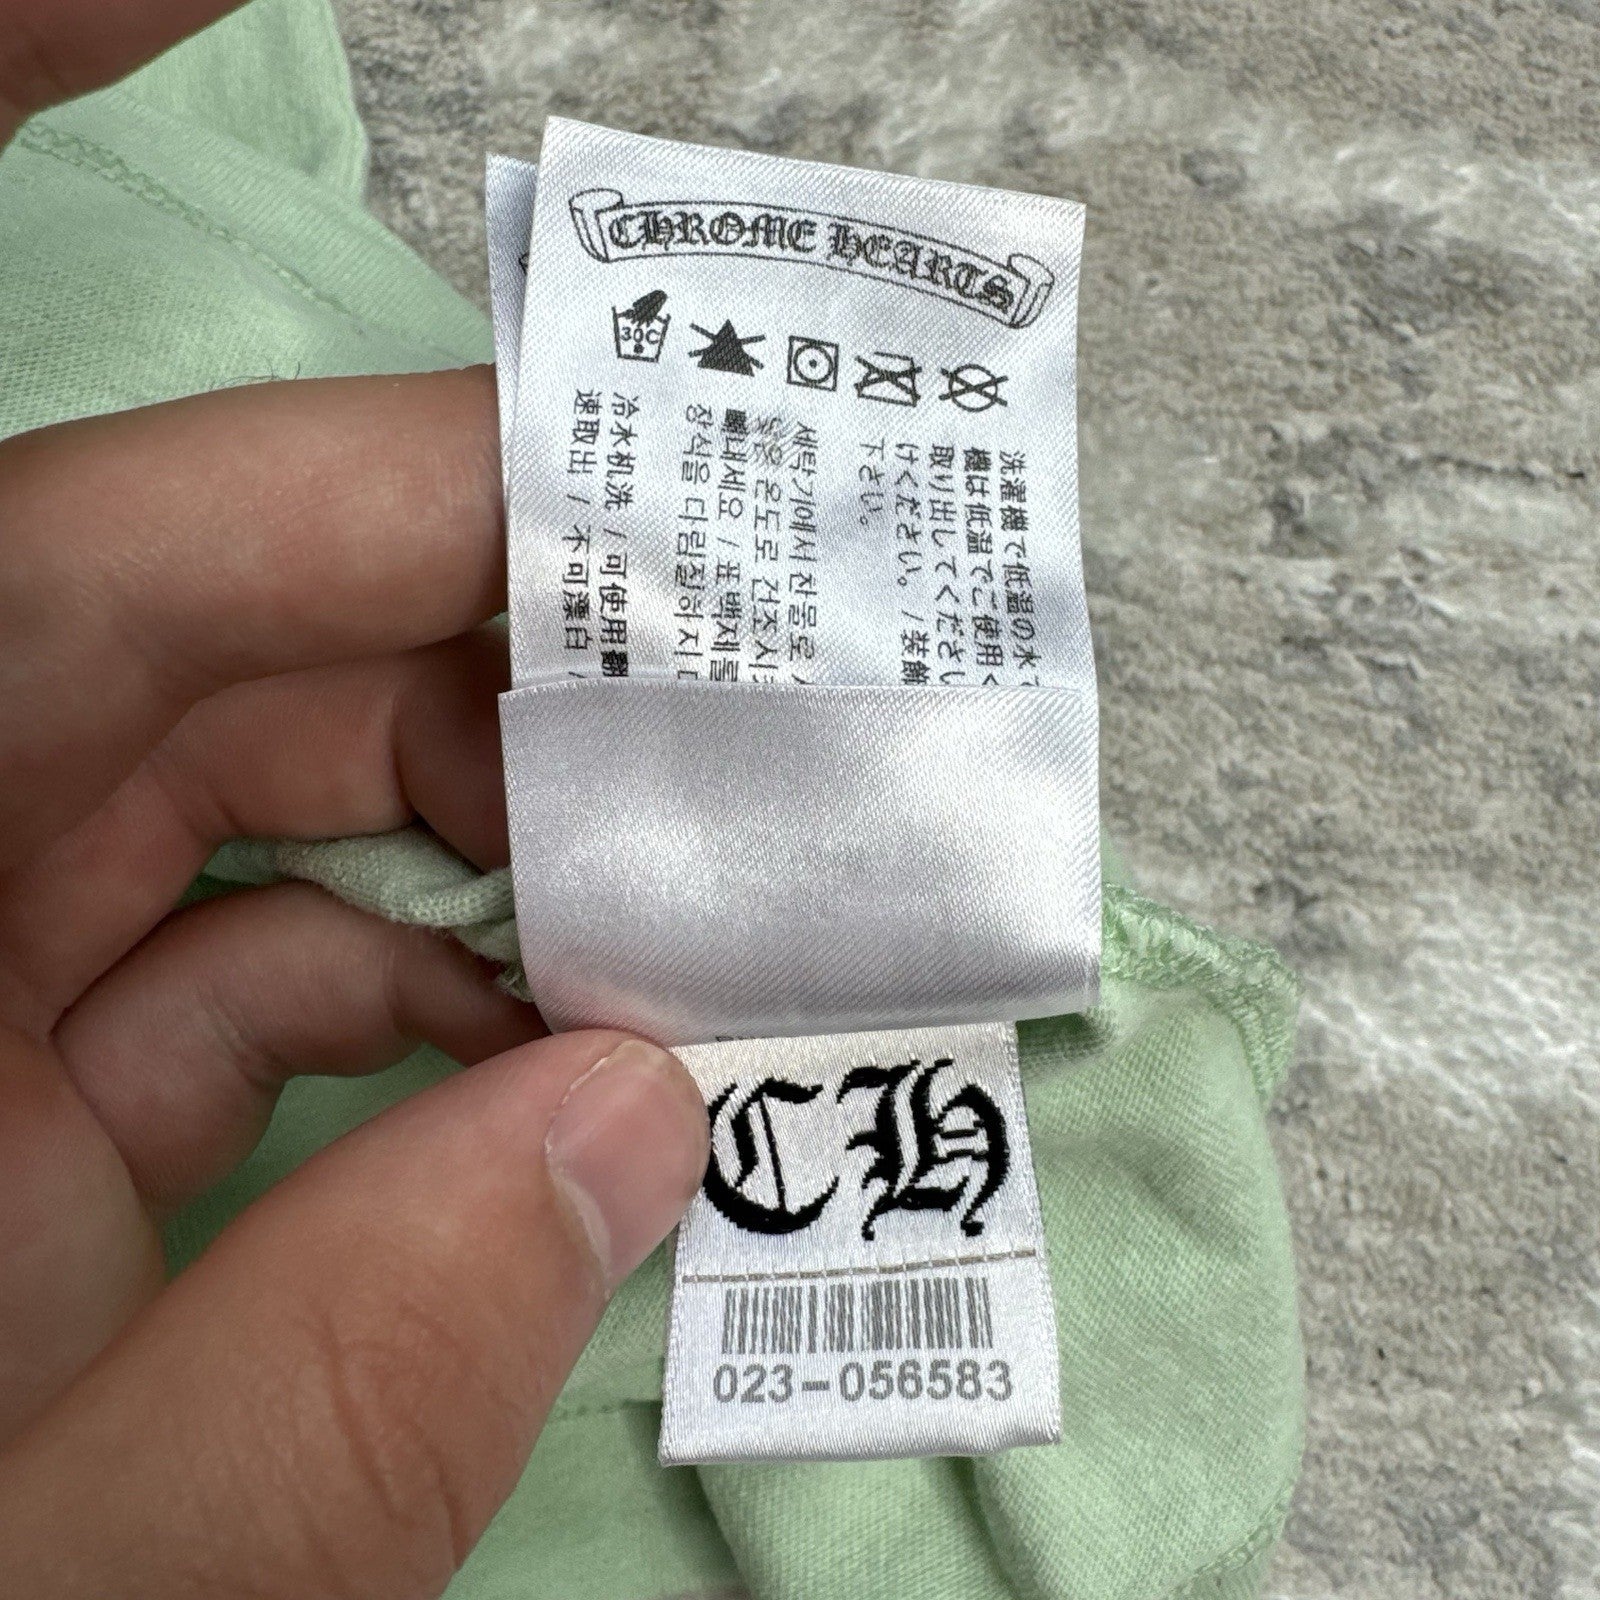 CHROME HEARTS
30C
洗濯機で低温の水で
機は低温でご使用く
取り出してくださし
けください。/装飾
下さい。
세탁기에서 찬물로
낮은 온도로 건조시
빼내세요 / 표백제를
장식을 다림질하지
冷水机洗 / 可使用翻
速取出 / 不可漂白 /
CH
023-056583